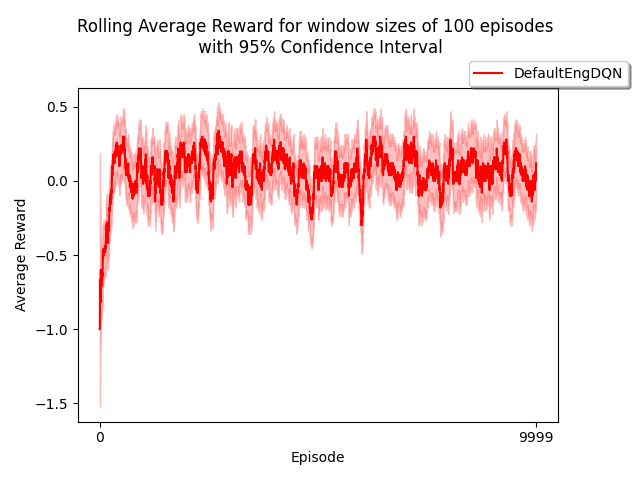 Rolling Average Reward for window sizes of 100 episodes
with 95% Confidence Interval
DefaultEngDQN
0.5
0.0
−0.5
−1.0
−1.5
Average Reward
0
9999
Episode